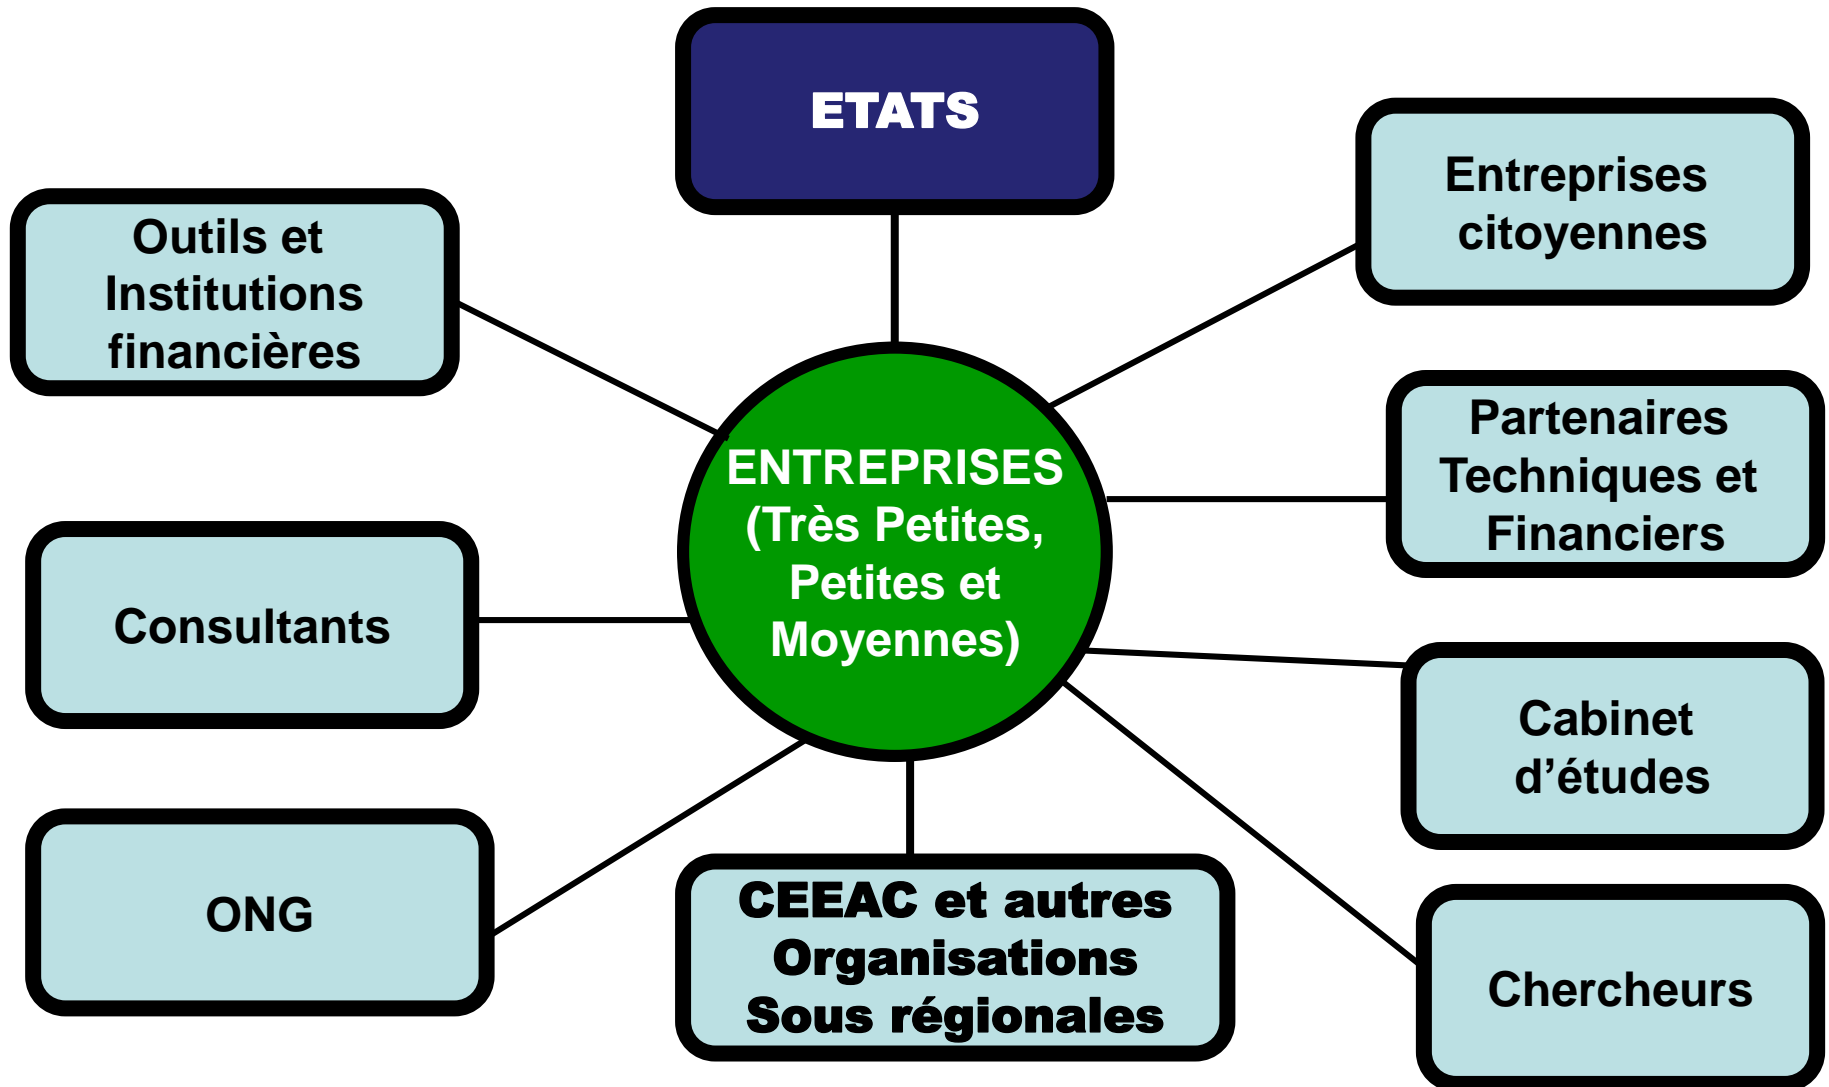 ETATS
Outils et
Institutions
financières
Entreprises
citoyennes
ENTREPRISES
(Très Petites,
Petites et
Moyennes)
Partenaires
Techniques et
Financiers
Consultants
Cabinet
d’études
ONG
CEEAC et autres
Organisations
Sous régionales
Chercheurs